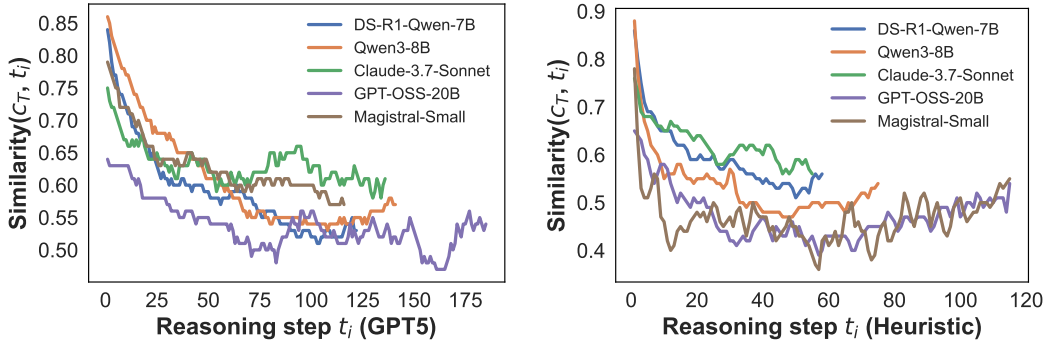 0.85
0.80
0.75
0.70
0.65
0.60
0.55
0.50
Similarity(c_T, t_i)
DS-R1-Qwen-7B
Qwen3-8B
Claude-3.7-Sonnet
GPT-OSS-20B
Magistral-Small
0 25 50 75 100 125 150 175
Reasoning step t_i (GPT5)
0.9
0.8
0.7
0.6
0.5
0.4
Similarity(c_T, t_i)
DS-R1-Qwen-7B
Qwen3-8B
Claude-3.7-Sonnet
GPT-OSS-20B
Magistral-Small
0 20 40 60 80 100 120
Reasoning step t_i (Heuristic)